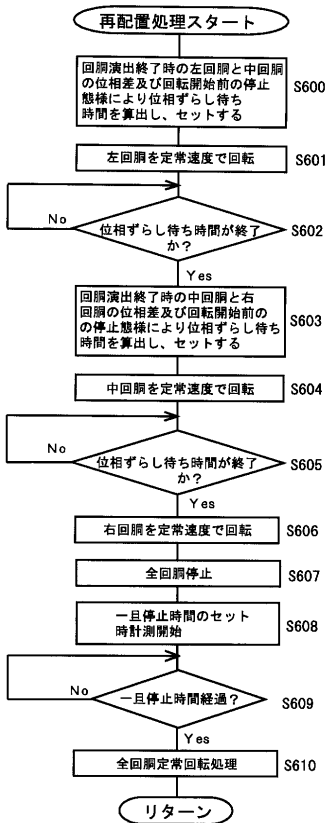 再配置処理スタート
回胴演出終了時の左回胴と中回胴
の位相差及び回転開始前の停止
態様により位相ずらし待ち
時間を算出し、セットする
S600
左回胴を定常速度で回転
S601
位相ずらし待ち時間が終了
か?
S602
No
Yes
回胴演出終了時の中回胴と右
回胴の位相差及び回転開始前の
の停止態様により位相ずらし待ち
時間を算出し、セットする
S603
中回胴を定常速度で回転
S604
位相ずらし待ち時間が終了
か?
S605
No
Yes
右回胴を定常速度で回転
S606
全回胴停止
S607
一旦停止時間のセット
時計測開始
S608
一旦停止時間経過?
S609
No
Yes
全回胴定常回転処理
S610
リターン